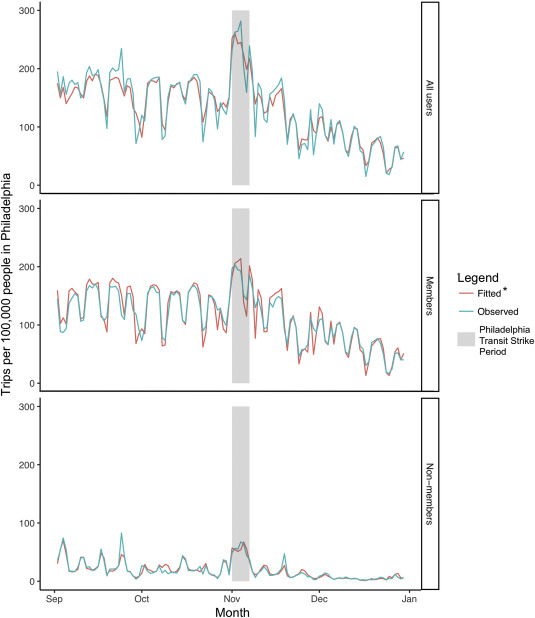 300
200
100
0
All users
300
200
100
0
Members
300
200
100
0
Non−members
Trips per 100,000 people in Philadelphia
Sep
Oct
Nov
Dec
Jan
Month
Legend
Fitted *
Observed
Philadelphia
Transit Strike
Period